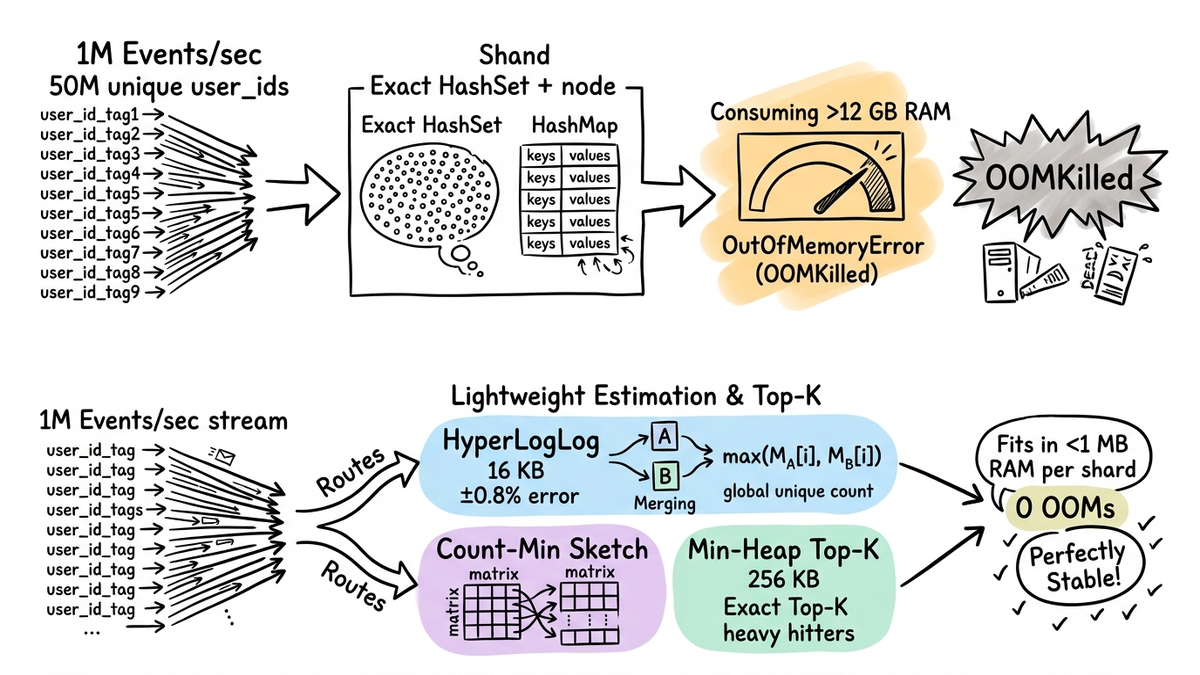 1M Events/sec
50M unique user_ids
user_id_tag1
user_id_tag2
user_id_tag3
user_id_tag4
user_id_tag5
user_id_tag5
user_id_tag6
user_id_tag7
user_id_tag8
user_id_tag9
Shand
Exact HashSet + node
Exact HashSet
HashMap
keys values
keys values
keys values
keys values
keys values
Consuming >12 GB RAM
OutOfMemoryError
(OOMKilled)
OOMKilled
DEAD
1M Events/sec stream
user_id_tag
user_id_tag
user_id_tag
user_id_tags
user_id_tag
user_id_tag
user_id_tag
user_id_tag
user_id_tag
...
Routes
Routes
Lightweight Estimation & Top-K
HyperLogLog
16 KB
±0.8% error
A
B
Merging
max(M_A[i], M_B[i])
global unique count
Count-Min Sketch
matrix
matrix
matrix
Min-Heap Top-K
256 KB
Exact Top-K
heavy hitters
Fits in <1 MB
RAM per shard
0 OOMs
Perfectly
Stable!